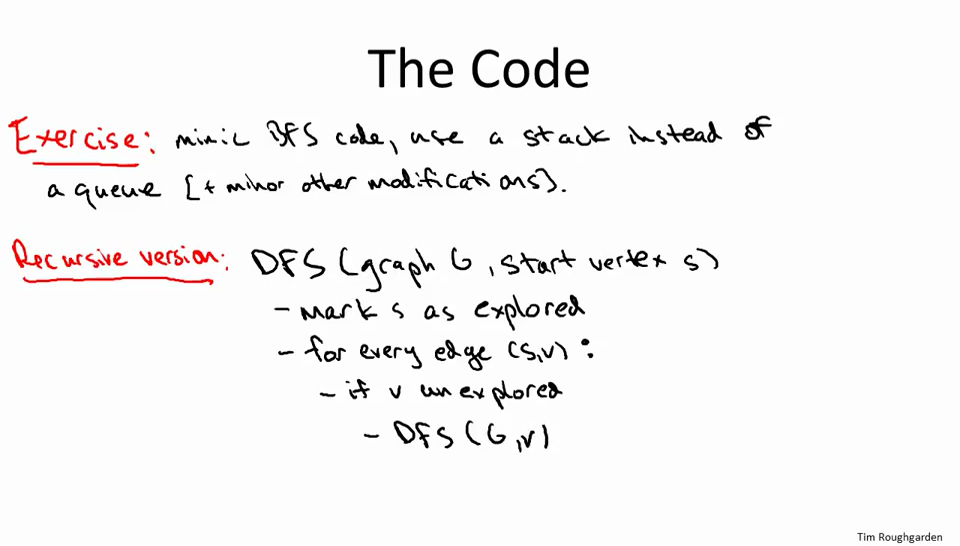 The Code
Exercise: mimic BFS code, use a stack instead of
a queue [+ minor other modifications].
Recursive version: DFS (graph G, start vertex s)
- mark s as explored
- for every edge (s,v) :
- if v unexplored
- DFS (G,v)
Tim Roughgarden